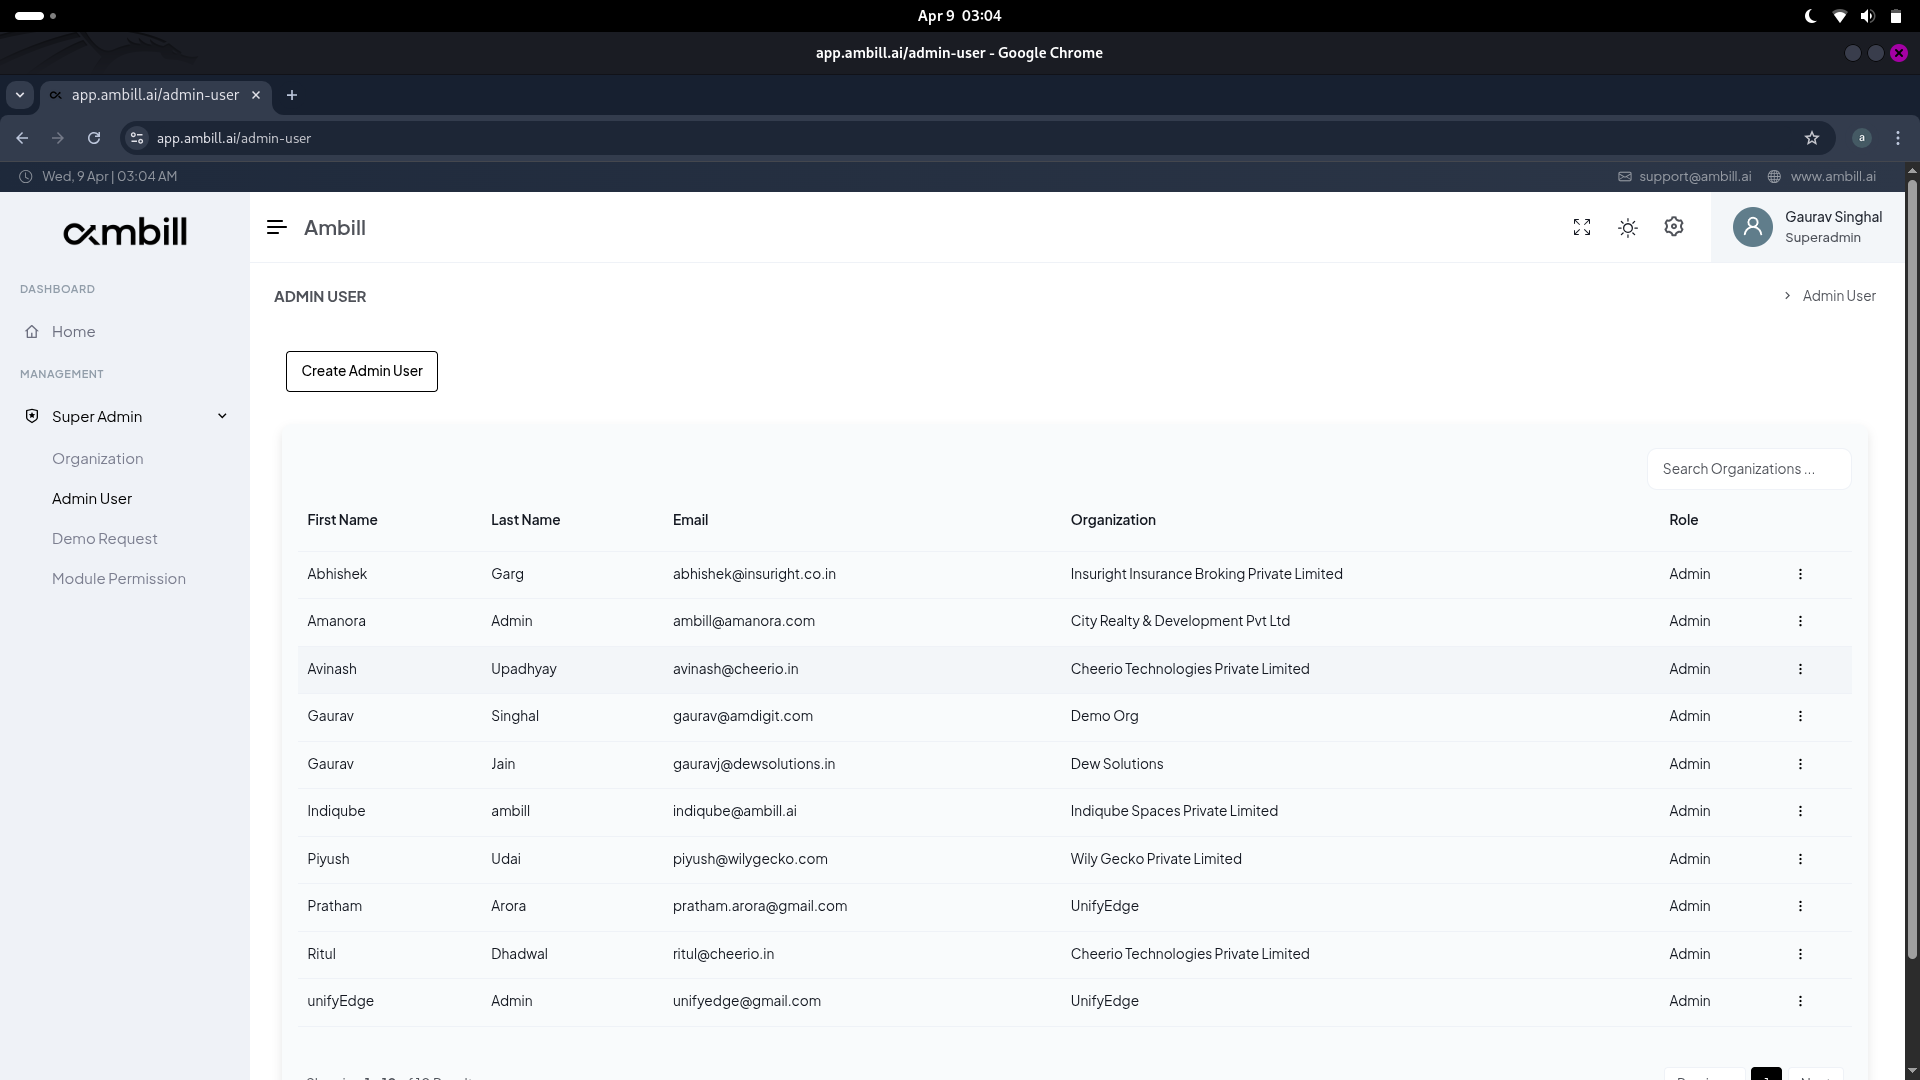 Apr 9 03:04
app.ambill.ai/admin-user - Google Chrome
app.ambill.ai/admin-user
app.ambill.ai/admin-user
a
Wed, 9 Apr | 03:04 AM
support@ambill.ai
www.ambill.ai
ambill
Ambill
Gaurav Singhal
Superadmin
DASHBOARD
Home
MANAGEMENT
Super Admin
Organization
Admin User
Demo Request
Module Permission
ADMIN USER
Admin User
Create Admin User
Search Organizations ...
First Name Last Name Email Organization Role
Abhishek Garg abhishek@insuright.co.in Insuright Insurance Broking Private Limited Admin
Amanora Admin ambill@amanora.com City Realty & Development Pvt Ltd Admin
Avinash Upadhyay avinash@cheerio.in Cheerio Technologies Private Limited Admin
Gaurav Singhal gaurav@amdigit.com Demo Org Admin
Gaurav Jain gauravj@dewsolutions.in Dew Solutions Admin
Indiqube ambill indiqube@ambill.ai Indiqube Spaces Private Limited Admin
Piyush Udai piyush@wilygecko.com Wily Gecko Private Limited Admin
Pratham Arora pratham.arora@gmail.com UnifyEdge Admin
Ritul Dhadwal ritul@cheerio.in Cheerio Technologies Private Limited Admin
unifyEdge Admin unifyedge@gmail.com UnifyEdge Admin